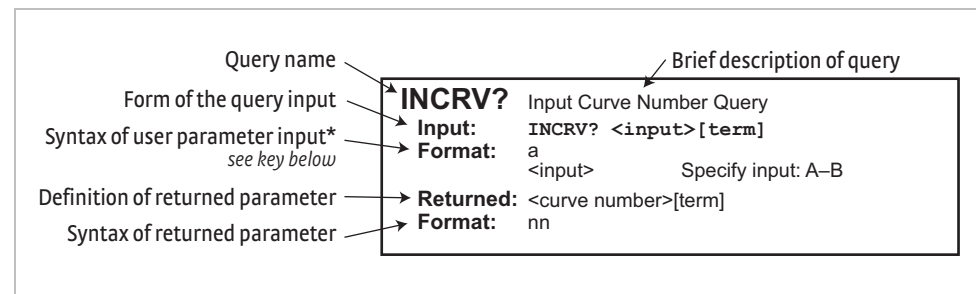 Query name
Brief description of query
INCRV? Input Curve Number Query
Form of the query input
Input: INCRV? <input>[term]
Syntax of user parameter input*
see key below
Format: a
<input> Specify input: A–B
Definition of returned parameter
Returned: <curve number>[term]
Syntax of returned parameter
Format: nn